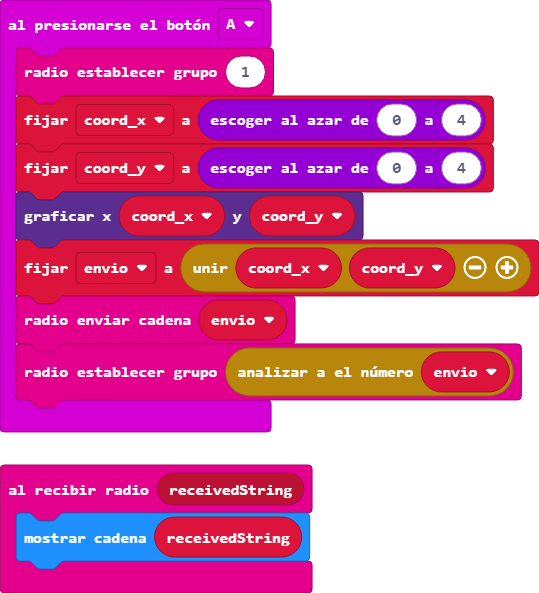 al presionarse el botón A
radio establecer grupo 1
fijar coord_x a escoger al azar de 0 a 4
fijar coord_y a escoger al azar de 0 a 4
graficar x coord_x y coord_y
fijar envio a unir coord_x coord_y
radio enviar cadena envio
radio establecer grupo analizar a el número envio
al recibir radio receivedString
mostrar cadena receivedString